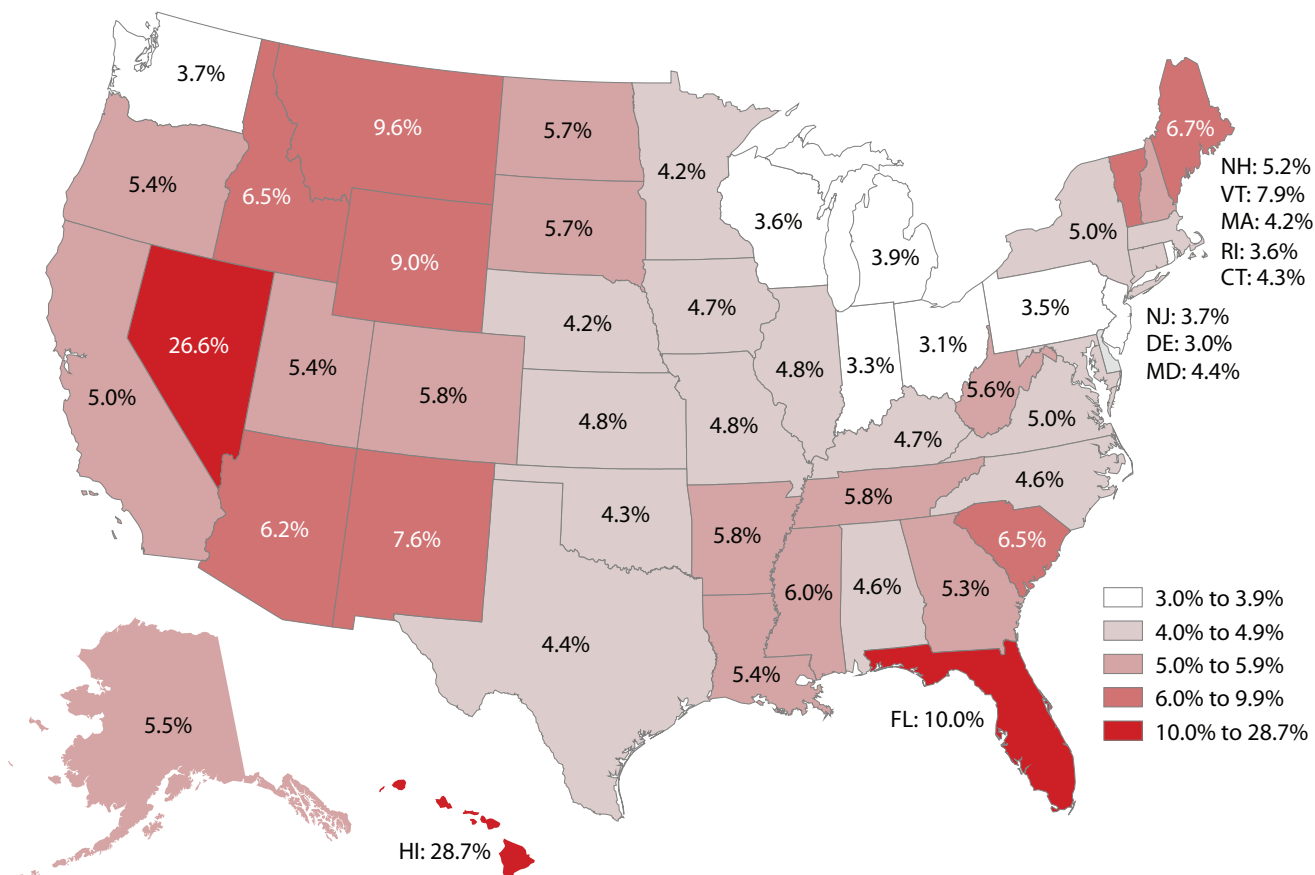 3.7%
9.6%
5.7%
6.7%
4.2%
NH: 5.2%
5.4%
6.5%
VT: 7.9%
3.6%
MA: 4.2%
5.7%
5.0%
RI: 3.6%
9.0%
3.9%
CT: 4.3%
4.7%
3.5%
NJ: 3.7%
4.2%
26.6%
3.1%
DE: 3.0%
5.4%
4.8%
3.3%
MD: 4.4%
5.0%
5.8%
5.6%
4.8%
4.8%
5.0%
4.7%
4.6%
5.8%
4.3%
6.2%
7.6%
5.8%
6.5%
6.0%
4.6%
5.3%
3.0% to 3.9%
4.0% to 4.9%
4.4%
5.0% to 5.9%
5.4%
6.0% to 9.9%
5.5%
FL: 10.0%
10.0% to 28.7%
HI: 28.7%